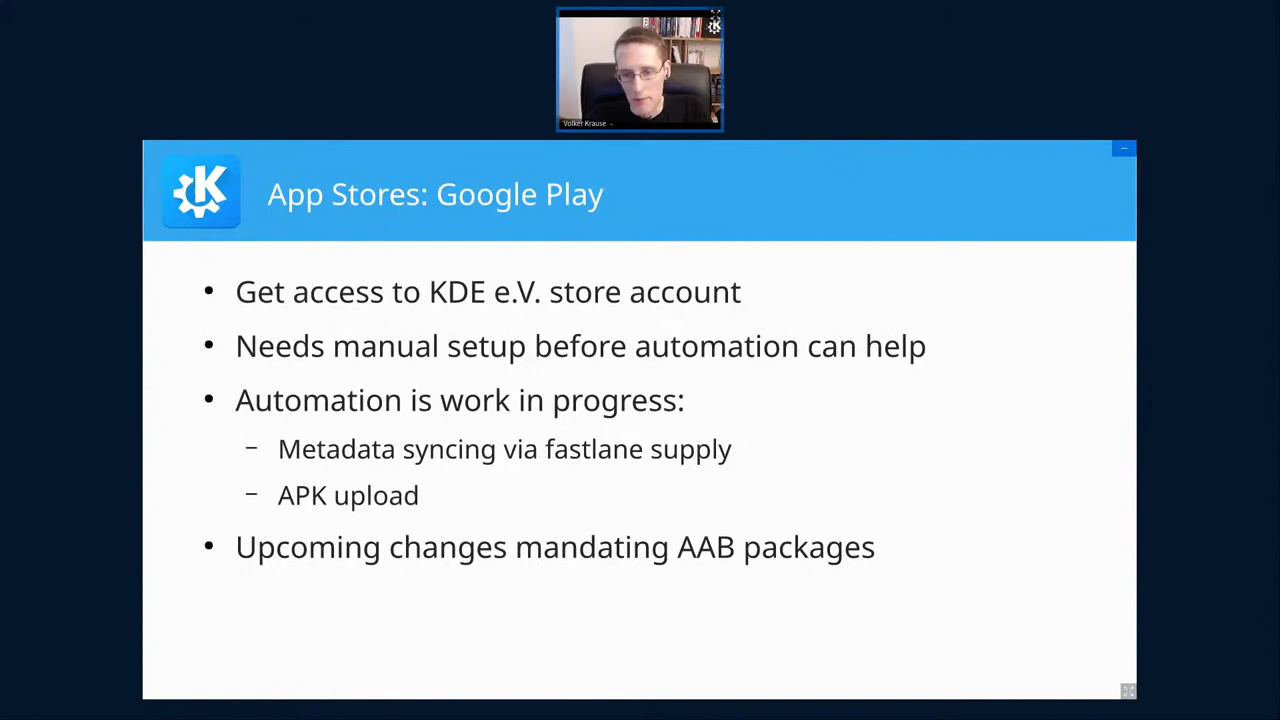 Volker Krause
App Stores: Google Play
• Get access to KDE e.V. store account
• Needs manual setup before automation can help
• Automation is work in progress:
– Metadata syncing via fastlane supply
– APK upload
• Upcoming changes mandating AAB packages